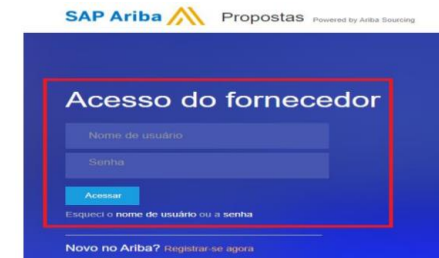 SAP Ariba Propostas Powered by Ariba Sourcing
Acesso do fornecedor
Nome de usuário
Senha
Acessar
Esqueci o nome de usuário ou a senha
Novo no Ariba? Registrar-se agora